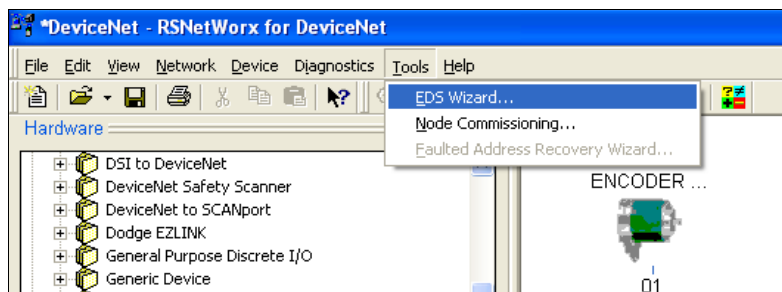 *DeviceNet - RSNetWorx for DeviceNet
File Edit View Network Device Diagnostics Tools Help
EDS Wizard...
Node Commissioning...
Faulted Address Recovery Wizard...
Hardware
DSI to DeviceNet
DeviceNet Safety Scanner
DeviceNet to SCANport
Dodge EZLINK
General Purpose Discrete I/O
Generic Device
ENCODER ...
01